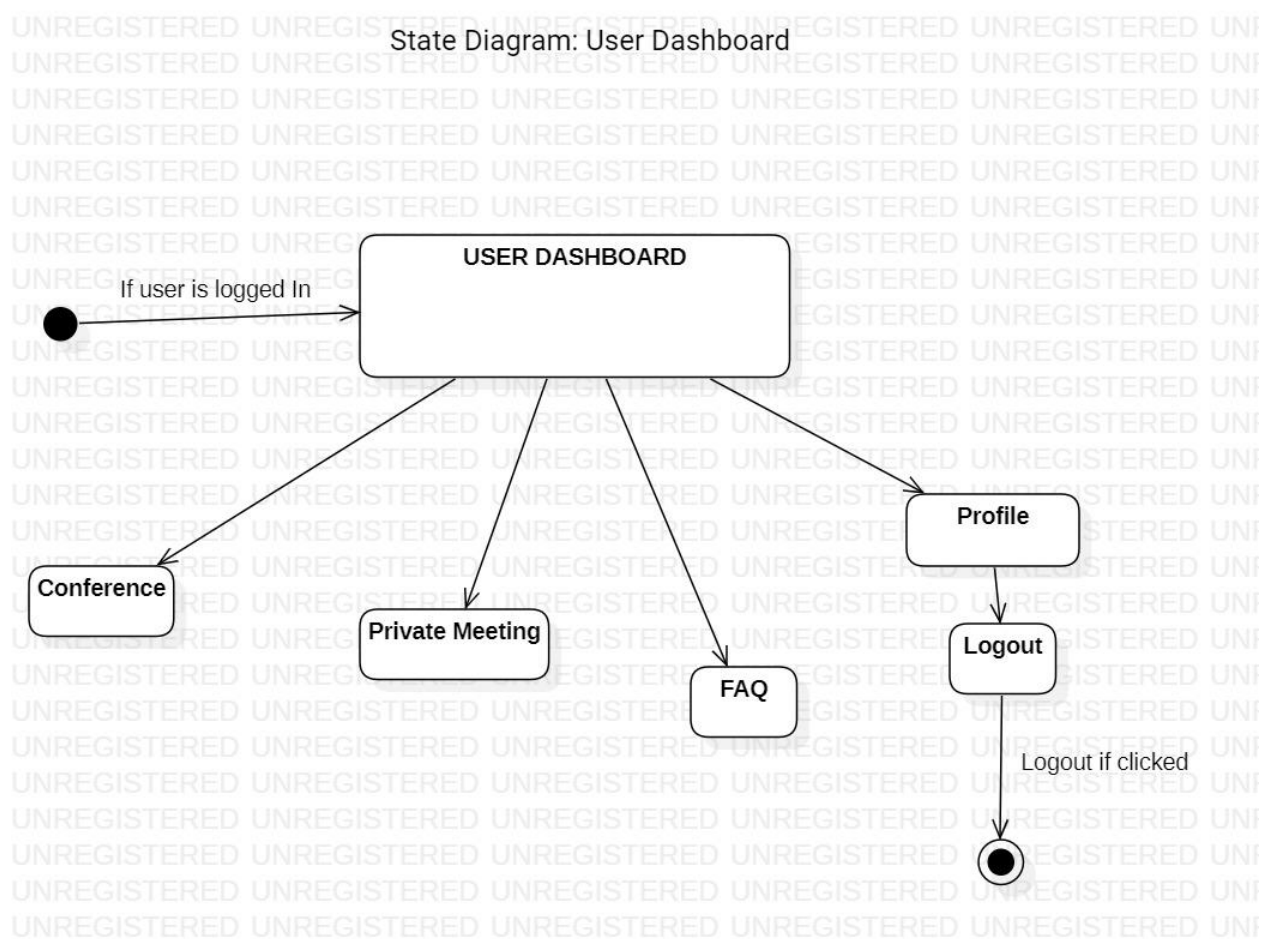 State Diagram: User Dashboard
USER DASHBOARD
If user is logged In
Profile
Conference
Private Meeting
Logout
FAQ
Logout if clicked
UNREGISTERED